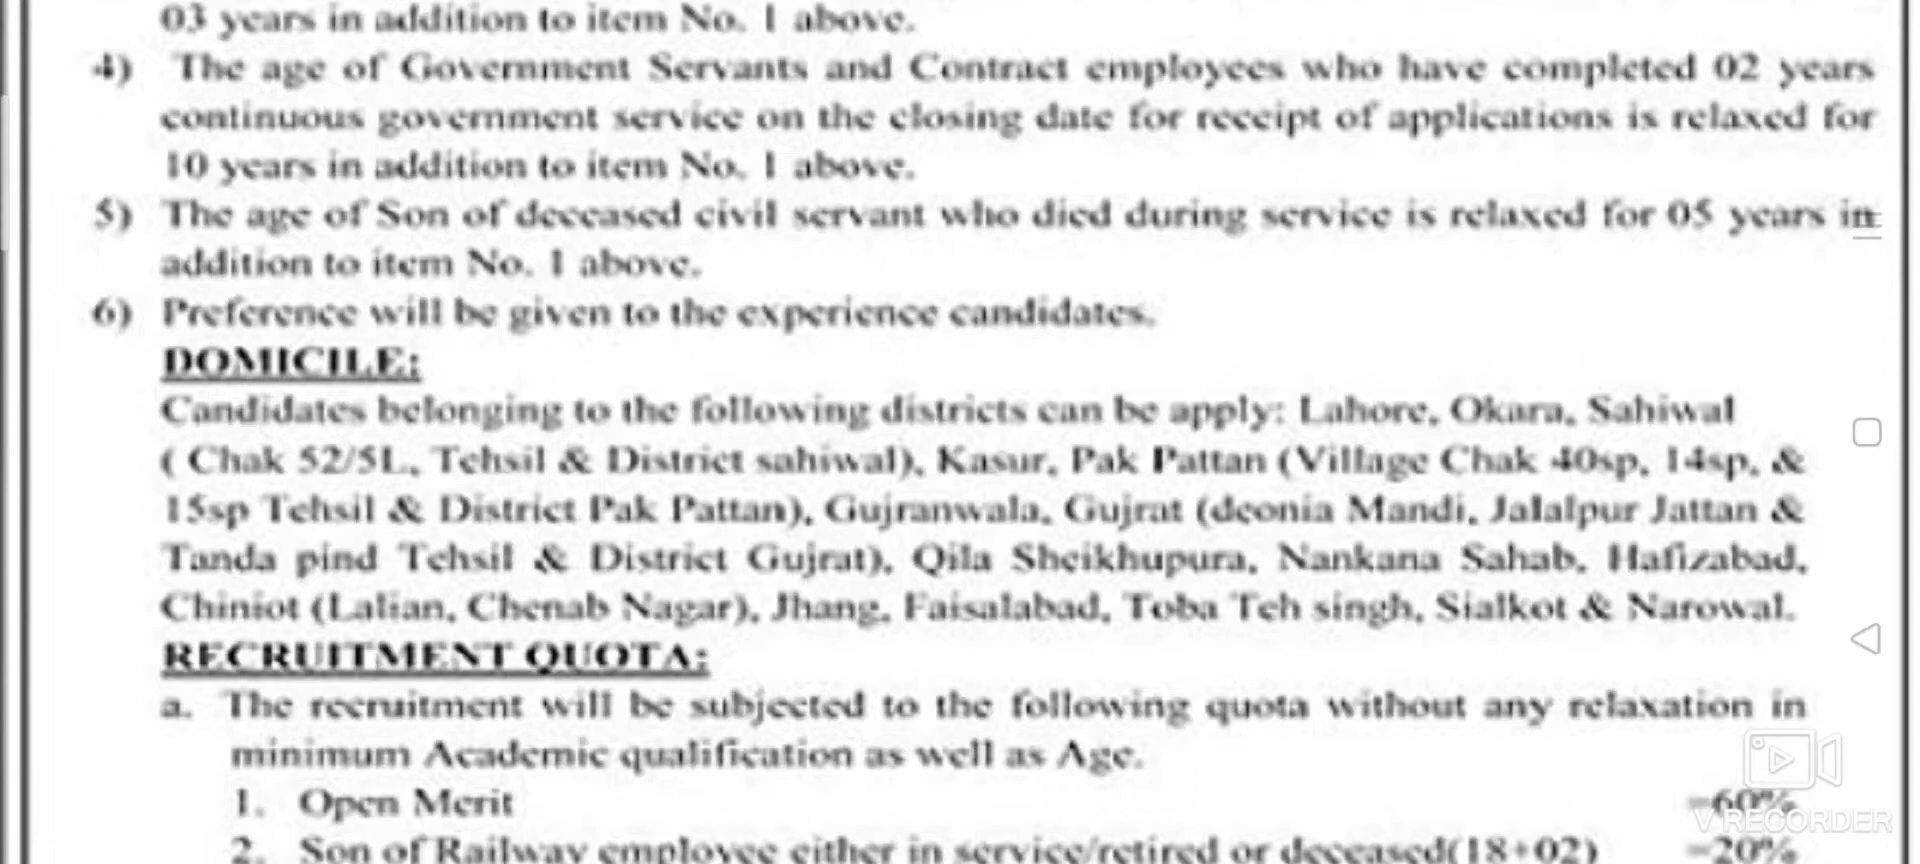 03 years in addition to item No. 1 above.
4) The age of Government Servants and Contract employees who have completed 02 years
continuous government service on the closing date for receipt of applications is relaxed for
10 years in addition to item No. 1 above.
5) The age of Son of deceased civil servant who died during service is relaxed for 05 years in
addition to item No. 1 above.
6) Preference will be given to the experience candidates.
DOMICILE:
Candidates belonging to the following districts can be apply: Lahore, Okara, Sahiwal
( Chak 52/5L, Tehsil & District sahiwal), Kasur, Pak Pattan (Village Chak 40sp, 14sp, &
15sp Tehsil & District Pak Pattan), Gujranwala, Gujrat (deonia Mandi, Jalalpur Jattan &
Tanda pind Tehsil & District Gujrat), Qila Sheikhupura, Nankana Sahab, Hafizabad,
Chiniot (Lalian, Chenab Nagar), Jhang, Faisalabad, Toba Teh singh, Sialkot & Narowal.
RECRUITMENT QUOTA:
a. The recruitment will be subjected to the following quota without any relaxation in
minimum Academic qualification as well as Age.
1. Open Merit =60%
V RECORDER
2. Son of Railway employee either in service/retired or deceased(18+02) =20%